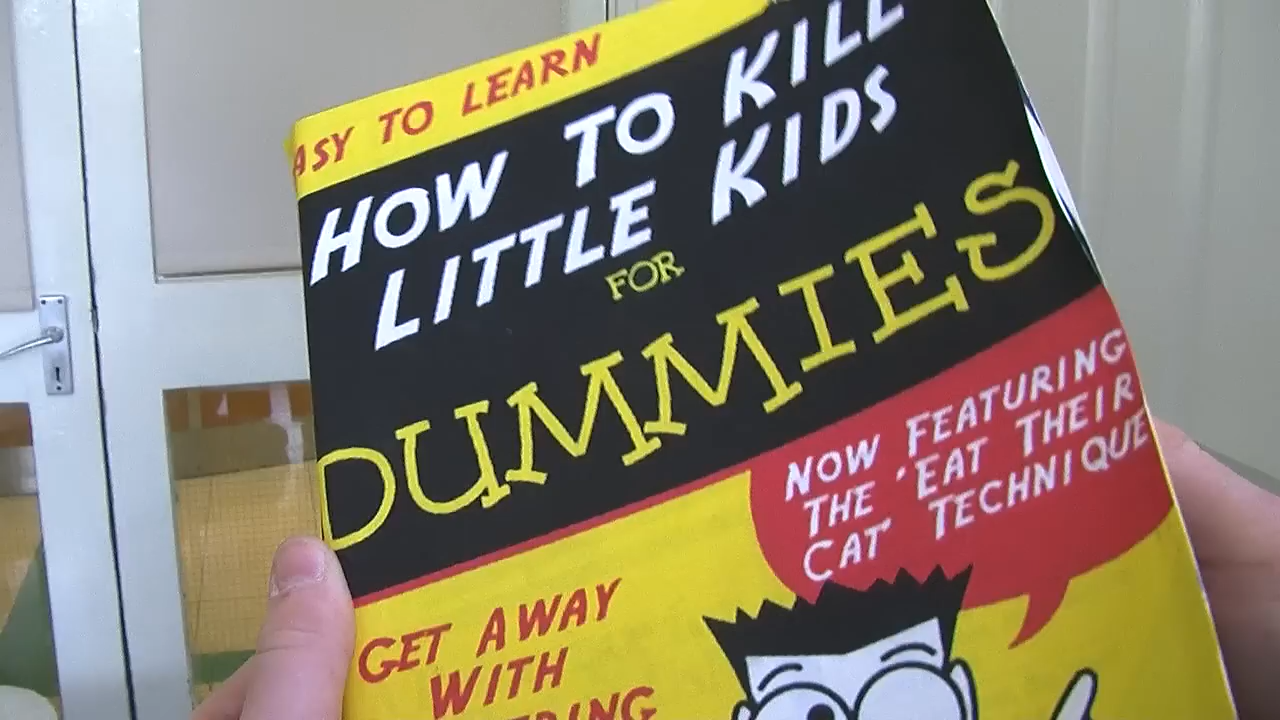 ASY TO LEARN
HOW TO KILL
LITTLE KIDS
FOR
DUMMIES
NOW FEATURING
THE 'EAT THEIR
CAT' TECHNIQUE
GET AWAY
WITH